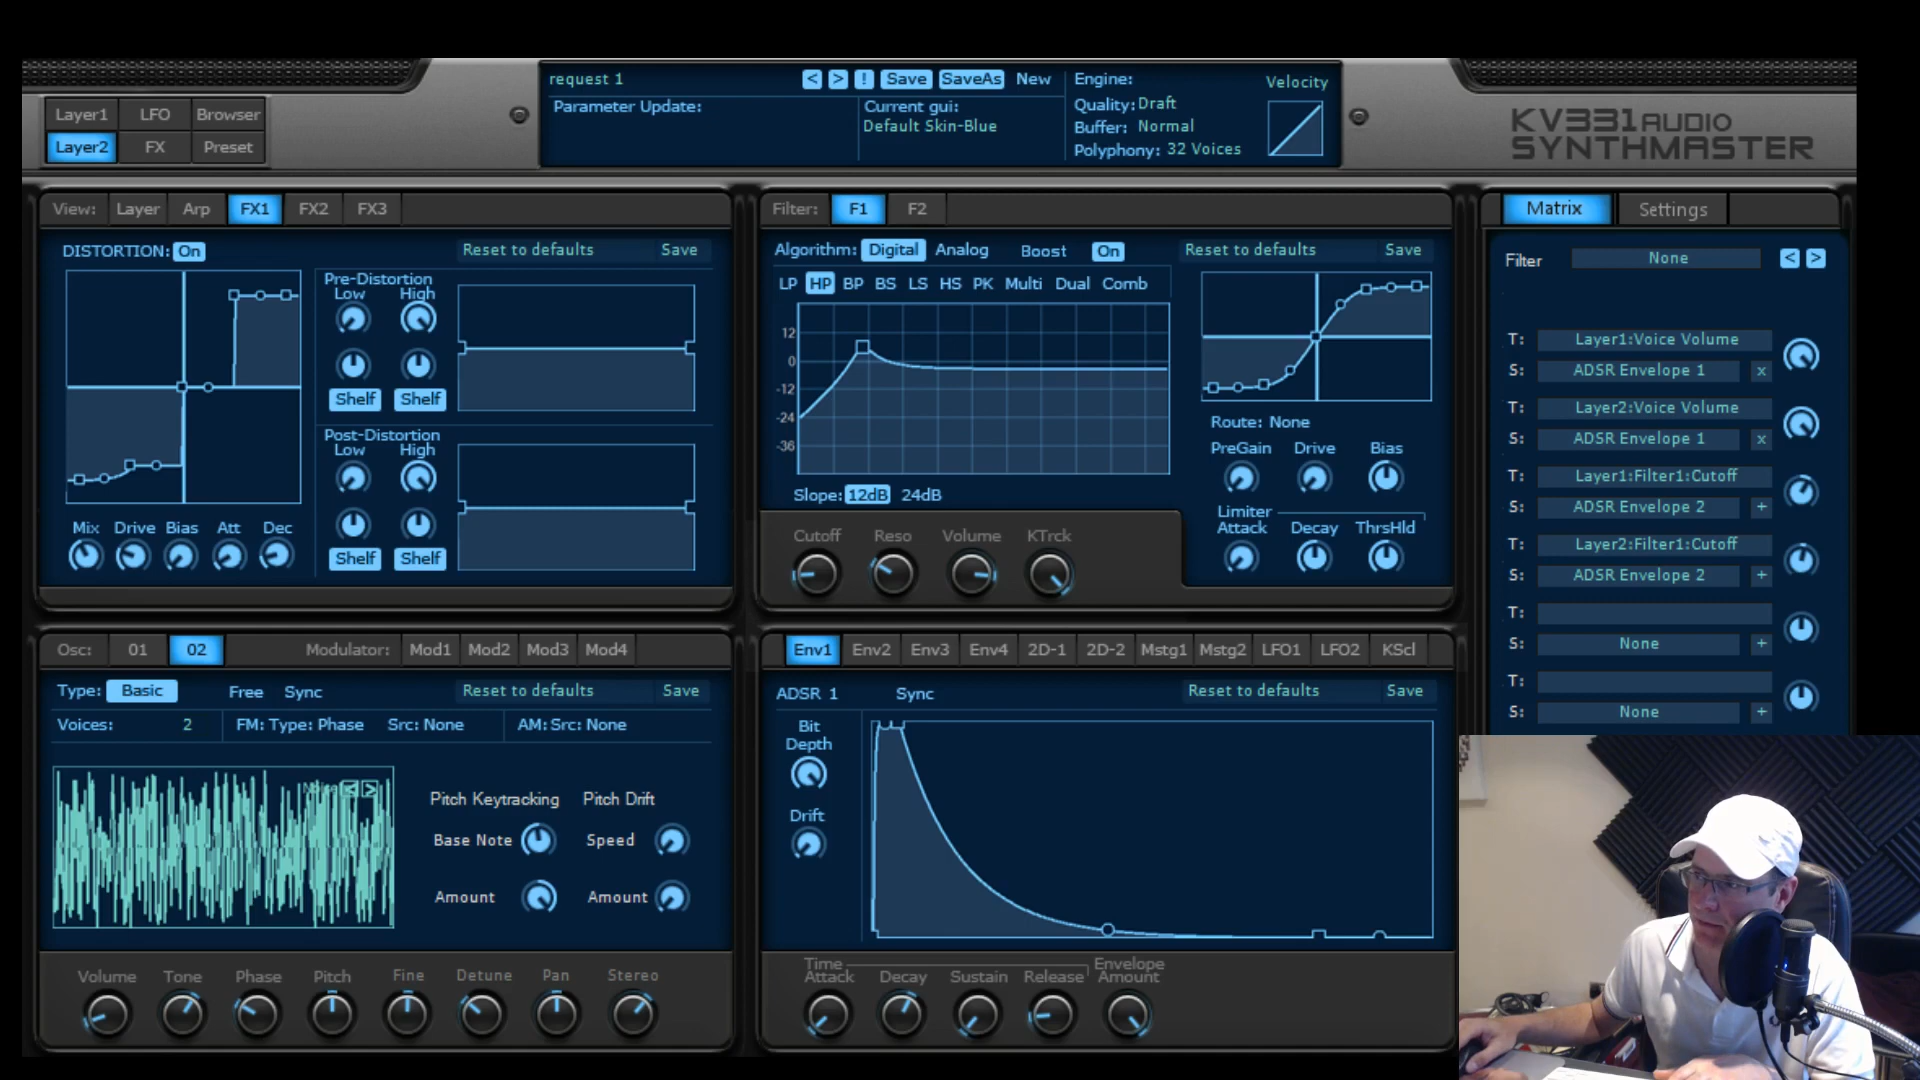 request 1
< > ! Save SaveAs New
Engine:
Velocity
Parameter Update:
Current gui:
Default Skin-Blue
Quality: Draft
Buffer: Normal
Polyphony: 32 Voices
Layer1 LFO Browser
Layer2 FX Preset
KV331 AUDIO
SYNTHMASTER
View: Layer Arp FX1 FX2 FX3
DISTORTION: On
Reset to defaults Save
Pre-Distortion
Low High
Shelf Shelf
Post-Distortion
Low High
Shelf Shelf
Mix Drive Bias Att Dec
Filter: F1 F2
Algorithm: Digital Analog Boost On
Reset to defaults Save
LP HP BP BS LS HS PK Multi Dual Comb
12
0
-12
-24
-36
Slope: 12dB 24dB
Cutoff Reso Volume KTrck
Route: None
PreGain Drive Bias
Limiter
Attack Decay ThrsHld
Matrix Settings
Filter None < >
T: Layer1:Voice Volume
S: ADSR Envelope 1 x
T: Layer2:Voice Volume
S: ADSR Envelope 1 x
T: Layer1:Filter1:Cutoff
S: ADSR Envelope 2 +
T: Layer2:Filter1:Cutoff
S: ADSR Envelope 2 +
T:
S: None +
T:
S: None +
Osc: 01 02 Modulator: Mod1 Mod2 Mod3 Mod4
Type: Basic Free Sync
Reset to defaults Save
Voices: 2 FM: Type: Phase Src: None AM: Src: None
< >
Pitch Keytracking Pitch Drift
Base Note Speed
Amount Amount
Volume Tone Phase Pitch Fine Detune Pan Stereo
Env1 Env2 Env3 Env4 2D-1 2D-2 Mstg1 Mstg2 LFO1 LFO2 KScl
ADSR 1 Sync
Reset to defaults Save
Bit
Depth
Drift
Time
Attack Decay Sustain Release
Envelope
Amount